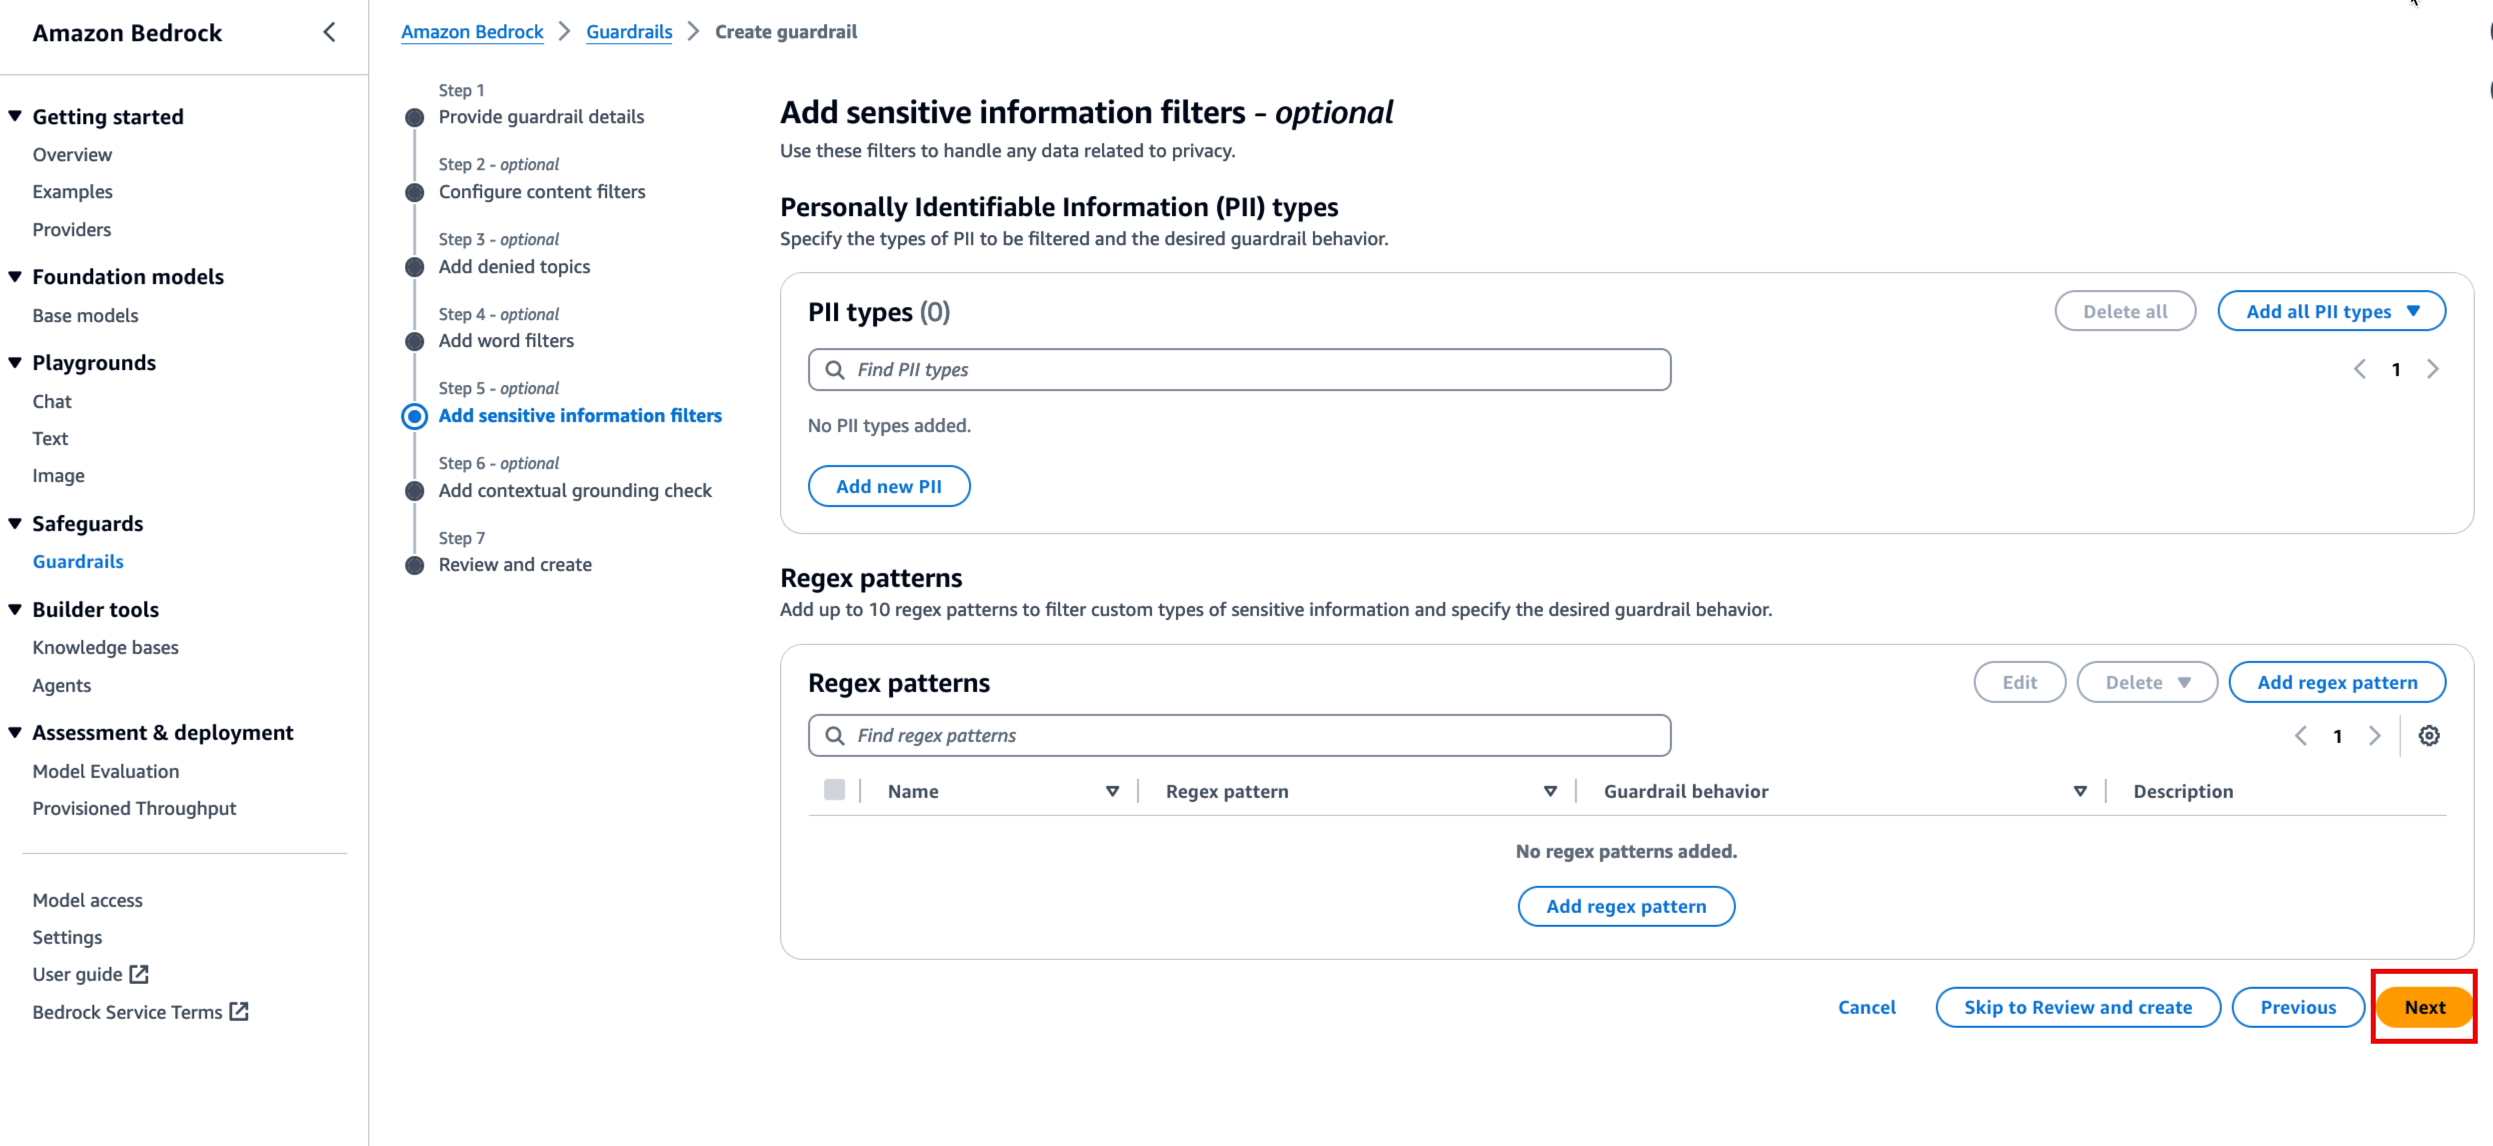 Amazon Bedrock
Getting started
Overview
Examples
Providers
Foundation models
Base models
Playgrounds
Chat
Text
Image
Safeguards
Guardrails
Builder tools
Knowledge bases
Agents
Assessment & deployment
Model Evaluation
Provisioned Throughput
Model access
Settings
User guide
Bedrock Service Terms
Amazon Bedrock > Guardrails > Create guardrail
Step 1
Provide guardrail details
Step 2 - optional
Configure content filters
Step 3 - optional
Add denied topics
Step 4 - optional
Add word filters
Step 5 - optional
Add sensitive information filters
Step 6 - optional
Add contextual grounding check
Step 7
Review and create
Add sensitive information filters - optional
Use these filters to handle any data related to privacy.
Personally Identifiable Information (PII) types
Specify the types of PII to be filtered and the desired guardrail behavior.
PII types (0)
Delete all
Add all PII types
Find PII types
1
No PII types added.
Add new PII
Regex patterns
Add up to 10 regex patterns to filter custom types of sensitive information and specify the desired guardrail behavior.
Regex patterns
Edit
Delete
Add regex pattern
Find regex patterns
1
Name
Regex pattern
Guardrail behavior
Description
No regex patterns added.
Add regex pattern
Cancel
Skip to Review and create
Previous
Next